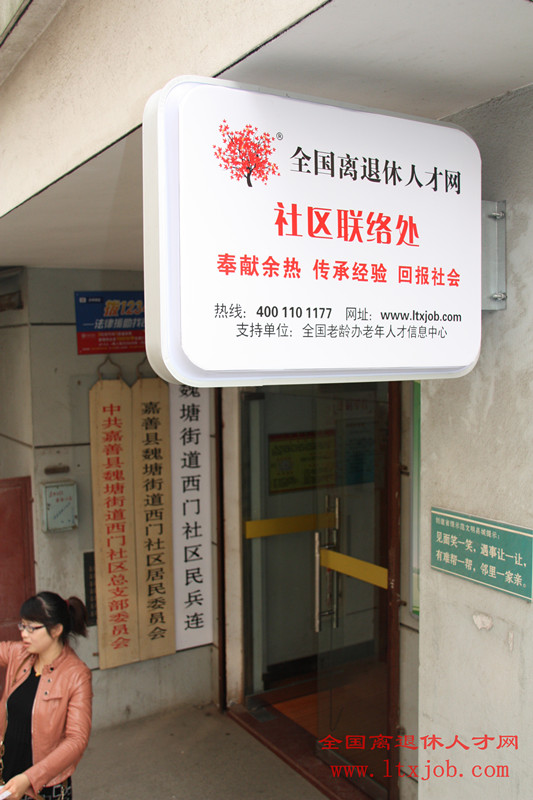 全国离退休人才网
社区联络处
奉献余热 传承经验 回报社会
热线: 400 110 1177 网址: www.ltxjob.com
支持单位: 全国老龄办老年人才信息中心
法律援助
中共嘉善县魏塘街道西门社区总支部委员会
嘉善县魏塘街道西门社区居民委员会
魏塘街道西门社区民兵连
见面笑一笑, 遇事让一让,
有难帮一帮, 邻里一家亲。
全国离退休人才网
www.ltxjob.com